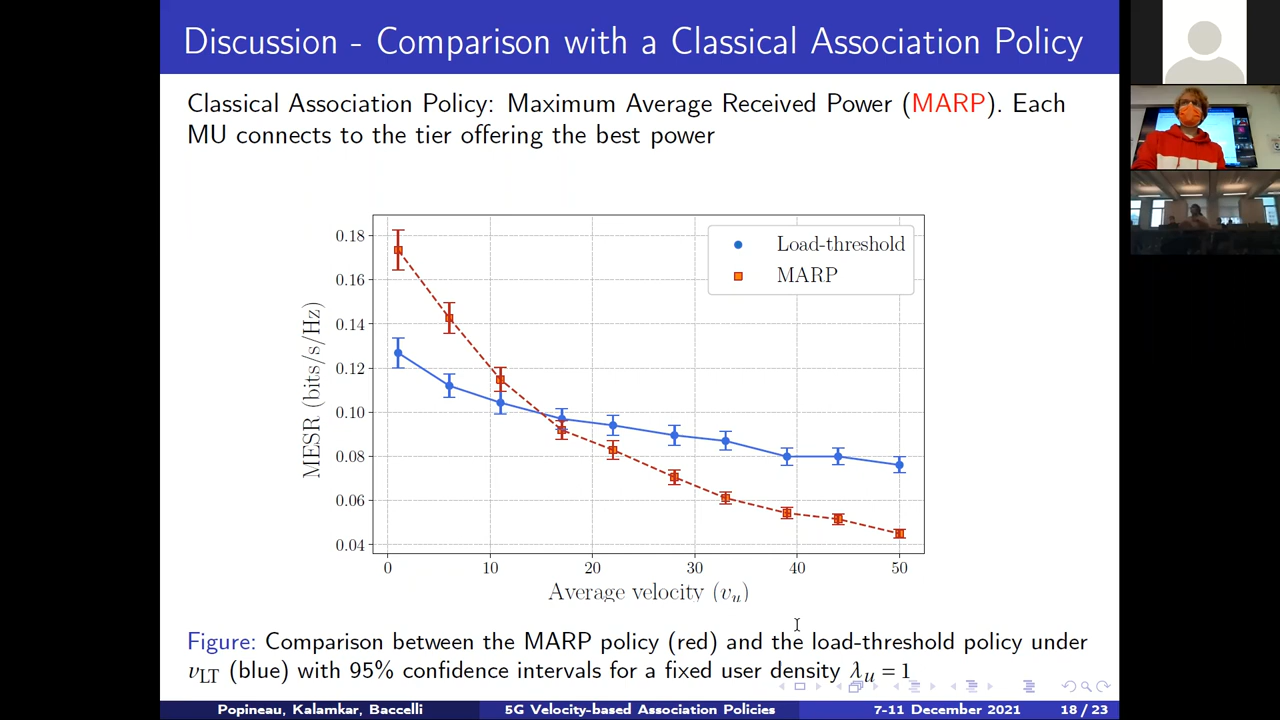 Discussion - Comparison with a Classical Association Policy
Classical Association Policy: Maximum Average Received Power (MARP). Each
MU connects to the tier offering the best power
Load-threshold
MARP
MESR (bits/s/Hz)
0.18
0.16
0.14
0.12
0.10
0.08
0.06
0.04
0 10 20 30 40 50
Average velocity (vᵤ)
Figure: Comparison between the MARP policy (red) and the load-threshold policy under
v_LT (blue) with 95% confidence intervals for a fixed user density λᵤ = 1
Popineau, Kalamkar, Baccelli 5G Velocity-based Association Policies 7-11 December 2021 18 / 23